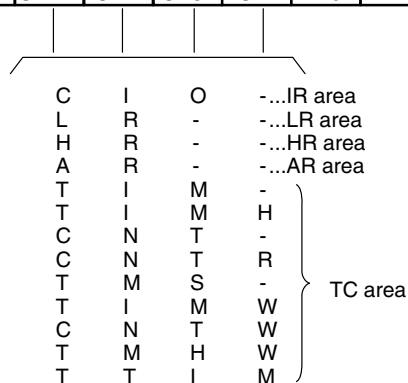 C I O -...IR area
L R - -...LR area
H R - -...HR area
A R - -...AR area
T I M -
T I M H
C N T -
C N T R
T M S -
TC area
T I M W
C N T W
T M H W
T T I M